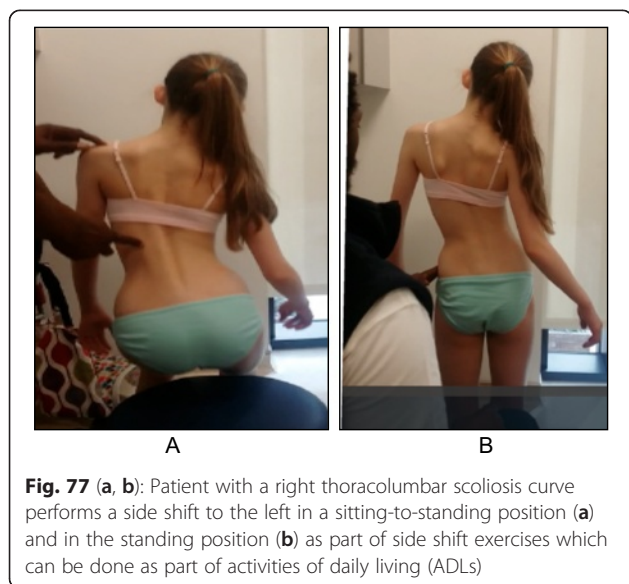 A
B
Fig. 77 (a, b): Patient with a right thoracolumbar scoliosis curve
performs a side shift to the left in a sitting-to-standing position (a)
and in the standing position (b) as part of side shift exercises which
can be done as part of activities of daily living (ADLs)